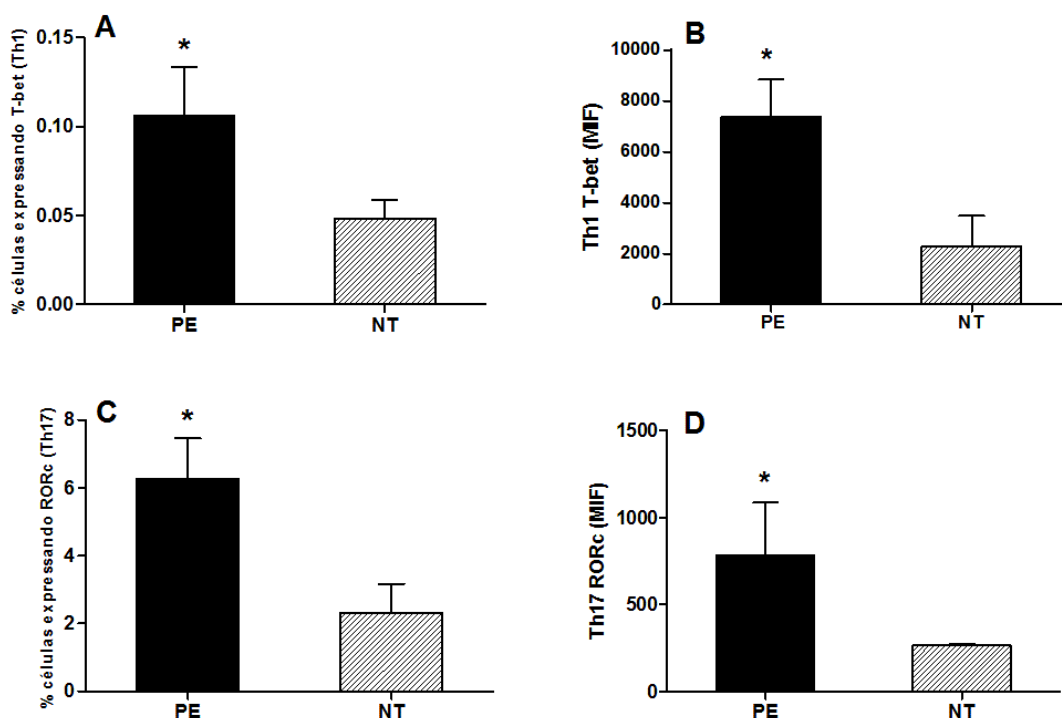 A
% células expressando T-bet (Th1)
0.15
0.10
0.05
0.00
*
PE
NT
B
Th1 T-bet (MIF)
10000
8000
6000
4000
2000
0
*
PE
NT
C
% células expressando RORc (Th17)
8
6
4
2
0
*
PE
NT
D
Th17 RORc (MIF)
1500
1000
500
0
*
PE
NT